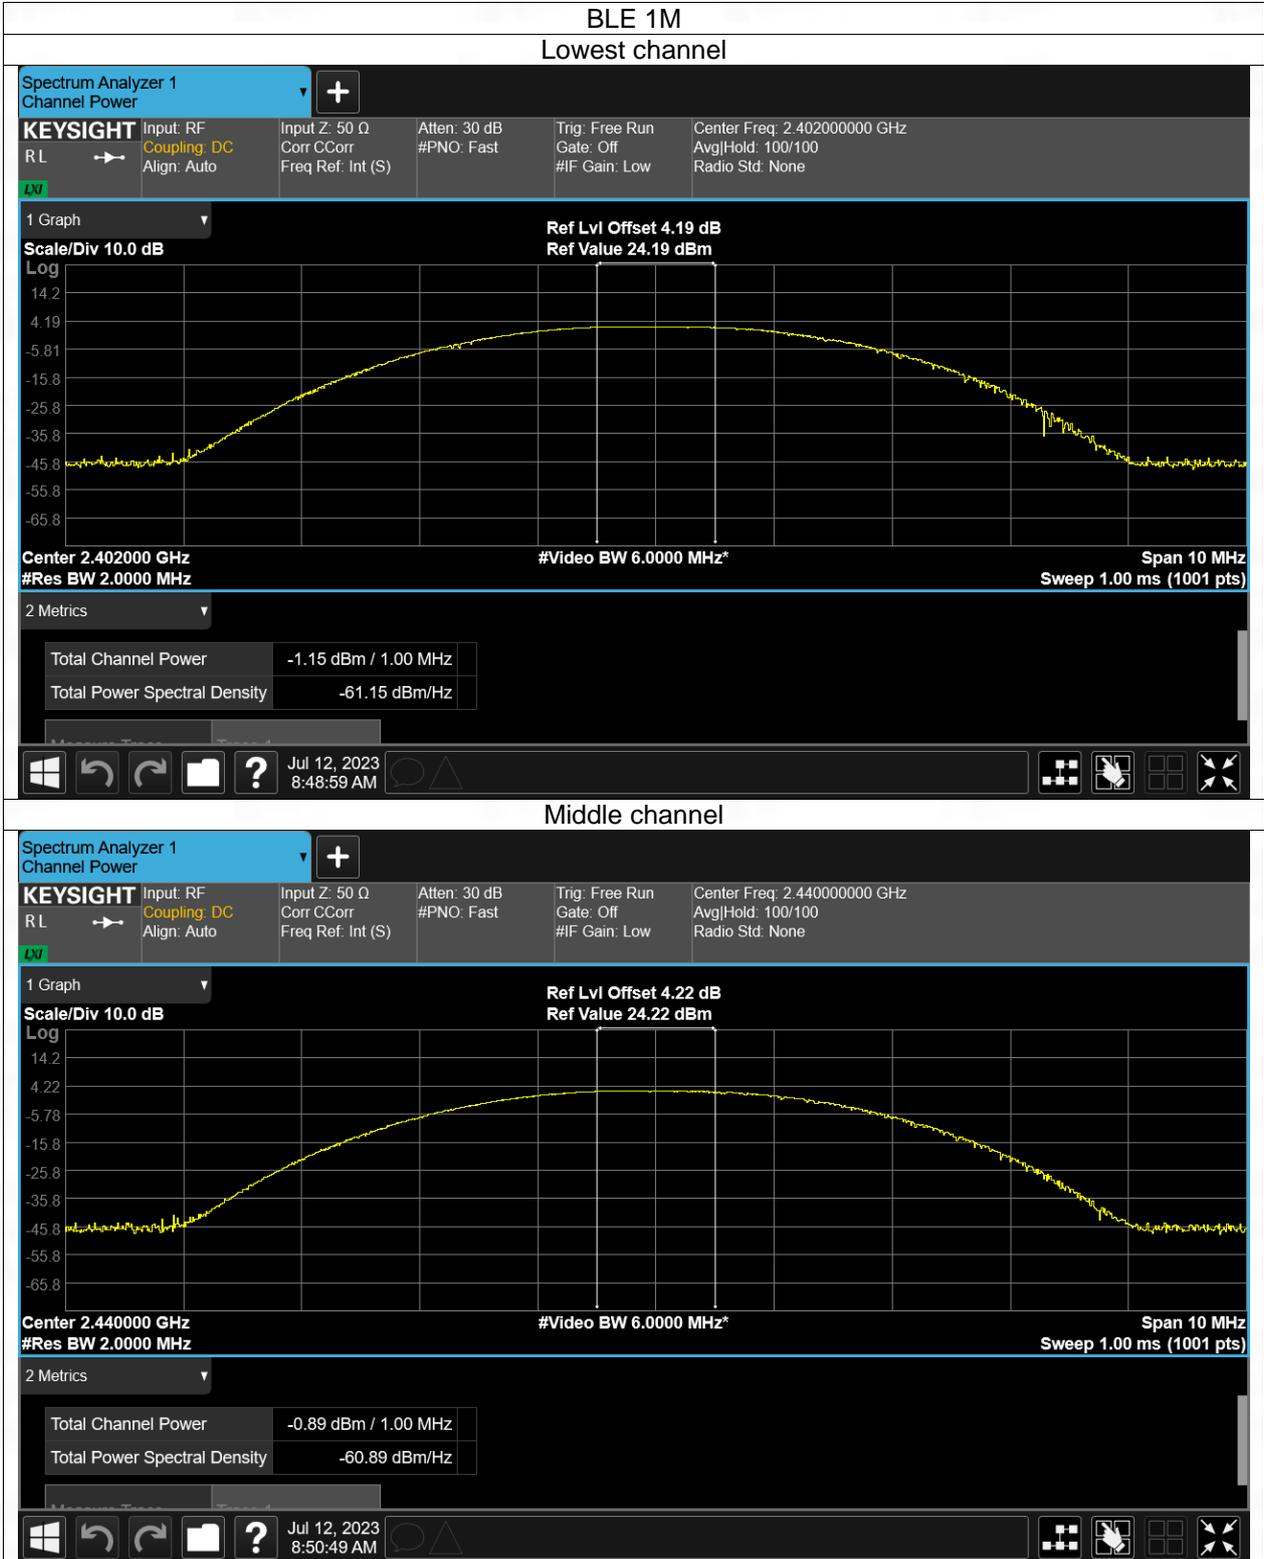 BLE 1M
Lowest channel
Spectrum Analyzer 1
Channel Power
KEYSIGHT Input: RF Input Z: 50 Ω Atten: 30 dB Trig: Free Run Center Freq: 2.402000000 GHz
R L Coupling: DC Corr CCorr #PNO: Fast Gate: Off Avg|Hold: 100/100
Align: Auto Freq Ref: Int (S) #IF Gain: Low Radio Std: None
LXI
1 Graph
Ref Lvl Offset 4.19 dB
Scale/Div 10.0 dB Ref Value 24.19 dBm
Log
14.2
4.19
-5.81
-15.8
-25.8
-35.8
-45.8
-55.8
-65.8
Center 2.402000 GHz #Video BW 6.0000 MHz* Span 10 MHz
#Res BW 2.0000 MHz Sweep 1.00 ms (1001 pts)
2 Metrics
Total Channel Power -1.15 dBm / 1.00 MHz
Total Power Spectral Density -61.15 dBm/Hz
? Jul 12, 2023
8:48:59 AM
Middle channel
Spectrum Analyzer 1
Channel Power
KEYSIGHT Input: RF Input Z: 50 Ω Atten: 30 dB Trig: Free Run Center Freq: 2.440000000 GHz
R L Coupling: DC Corr CCorr #PNO: Fast Gate: Off Avg|Hold: 100/100
Align: Auto Freq Ref: Int (S) #IF Gain: Low Radio Std: None
LXI
1 Graph
Ref Lvl Offset 4.22 dB
Scale/Div 10.0 dB Ref Value 24.22 dBm
Log
14.2
4.22
-5.78
-15.8
-25.8
-35.8
-45.8
-55.8
-65.8
Center 2.440000 GHz #Video BW 6.0000 MHz* Span 10 MHz
#Res BW 2.0000 MHz Sweep 1.00 ms (1001 pts)
2 Metrics
Total Channel Power -0.89 dBm / 1.00 MHz
Total Power Spectral Density -60.89 dBm/Hz
? Jul 12, 2023
8:50:49 AM